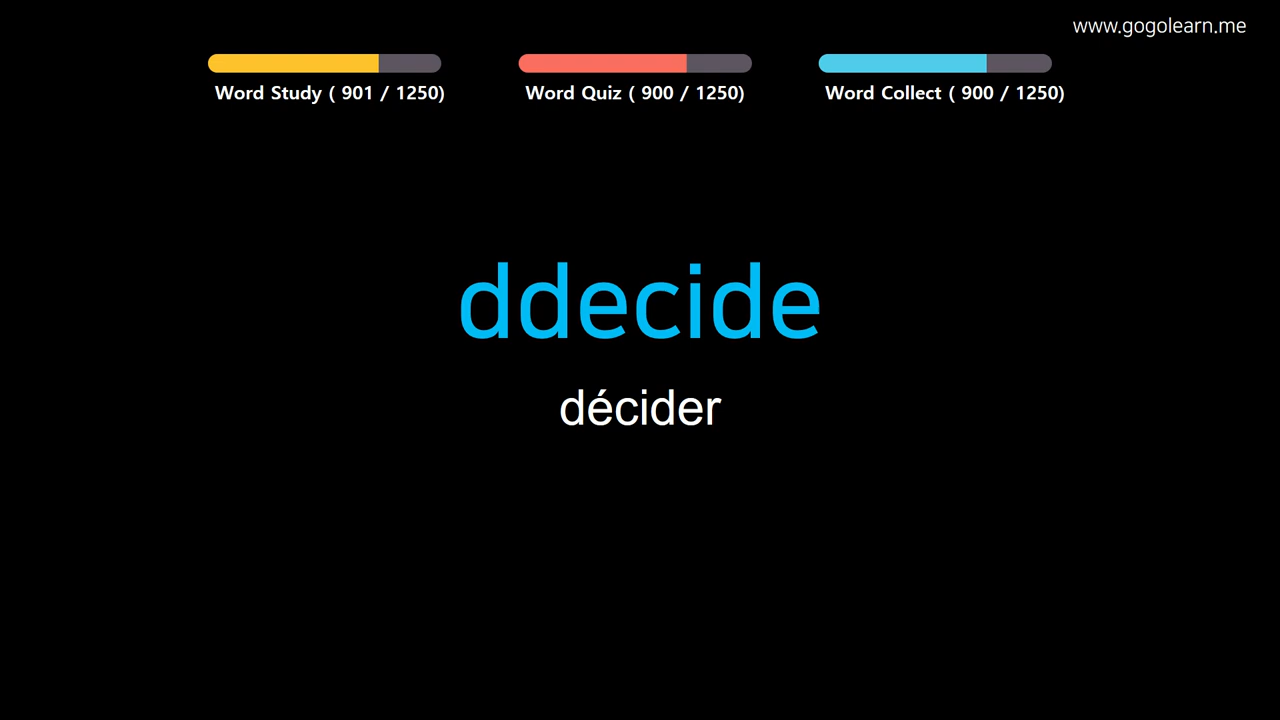 www.gogolearn.me
Word Study ( 901 / 1250)
Word Quiz ( 900 / 1250)
Word Collect ( 900 / 1250)
ddecide
décider